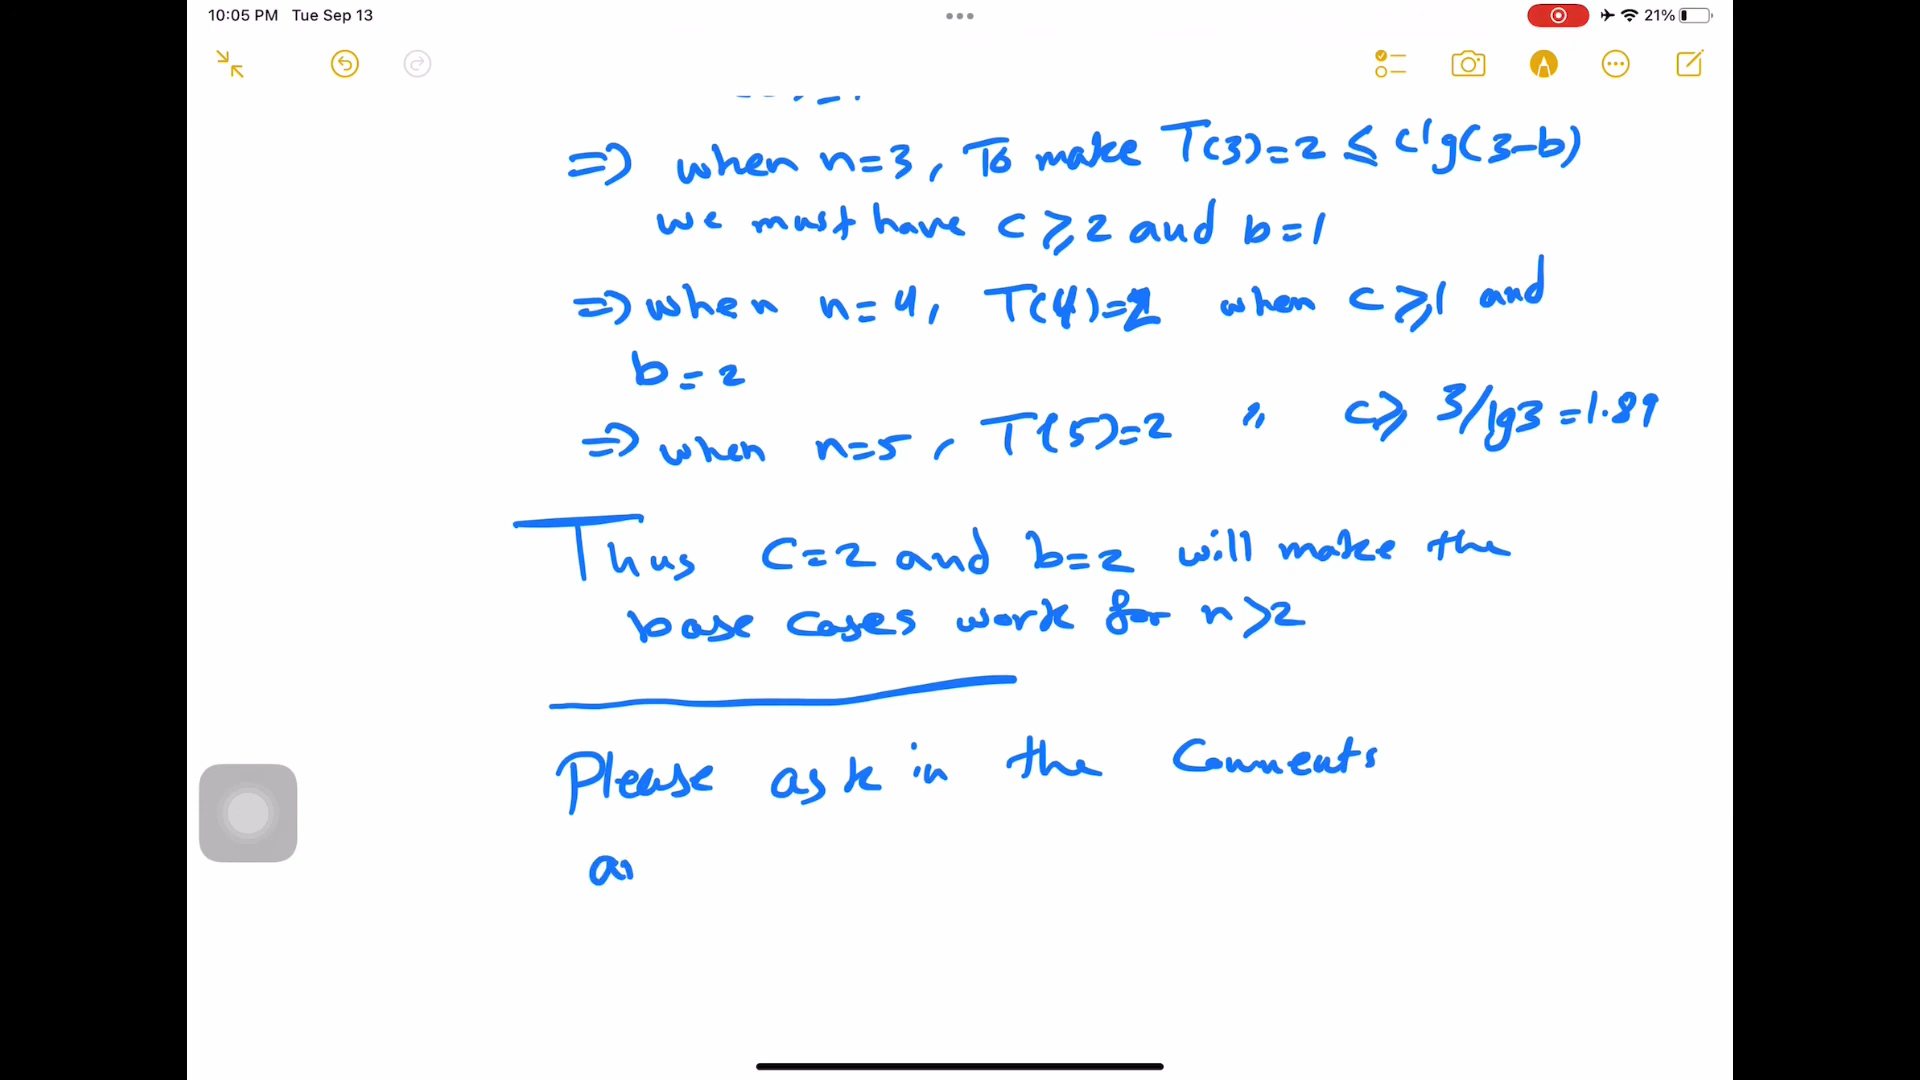 10:05 PM Tue Sep 13
21%
=> when n=3, To make T(3)=2 ≤ c lg(3-b)
we must have c ≥ 2 and b=1
=> when n=4, T(4)=2 when c ≥ 1 and
b=2
=> when n=5, T(5)=2 " c ≥ 3/lg3 = 1.89
Thus C=2 and b=2 will make the
base cases work for n>2
Please ask in the Comments